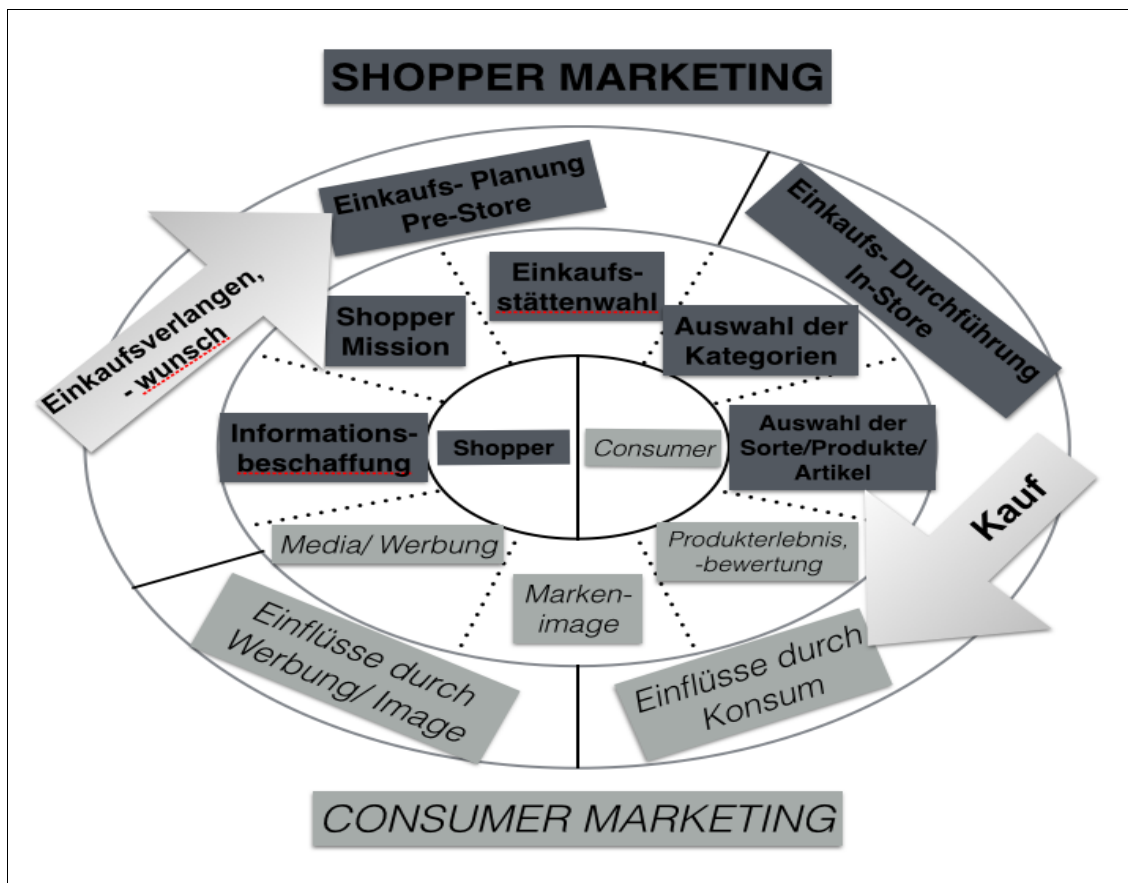 SHOPPER MARKETING
Einkaufs- Planung
Pre-Store
Einkaufs- Durchführung
In-Store
Einkaufsverlangen,
- wunsch
Einkaufs-
stättenwahl
Shopper
Mission
Auswahl der
Kategorien
Informations-
beschaffung
Shopper
Consumer
Auswahl der
Sorte/Produkte/
Artikel
Kauf
Media/ Werbung
Produkterlebnis,
-bewertung
Marken-
image
Einflüsse durch
Werbung/ Image
Einflüsse durch
Konsum
CONSUMER MARKETING